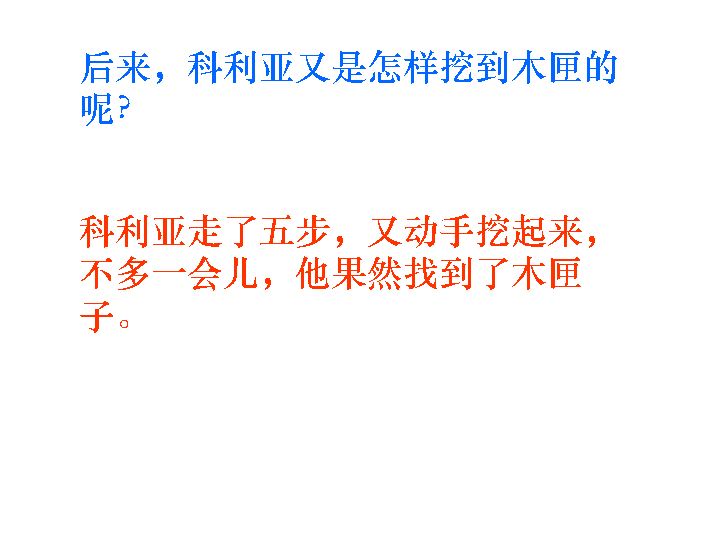 后来，科利亚又是怎样挖到木匣的
呢?
科利亚走了五步，又动手挖起来，
不多一会儿，他果然找到了木匣
子。